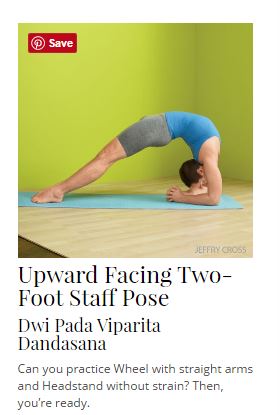 Save
JEFFRY CROSS
Upward Facing Two-
Foot Staff Pose
Dwi Pada Viparita
Dandasana
Can you practice Wheel with straight arms
and Headstand without strain? Then,
you’re ready.